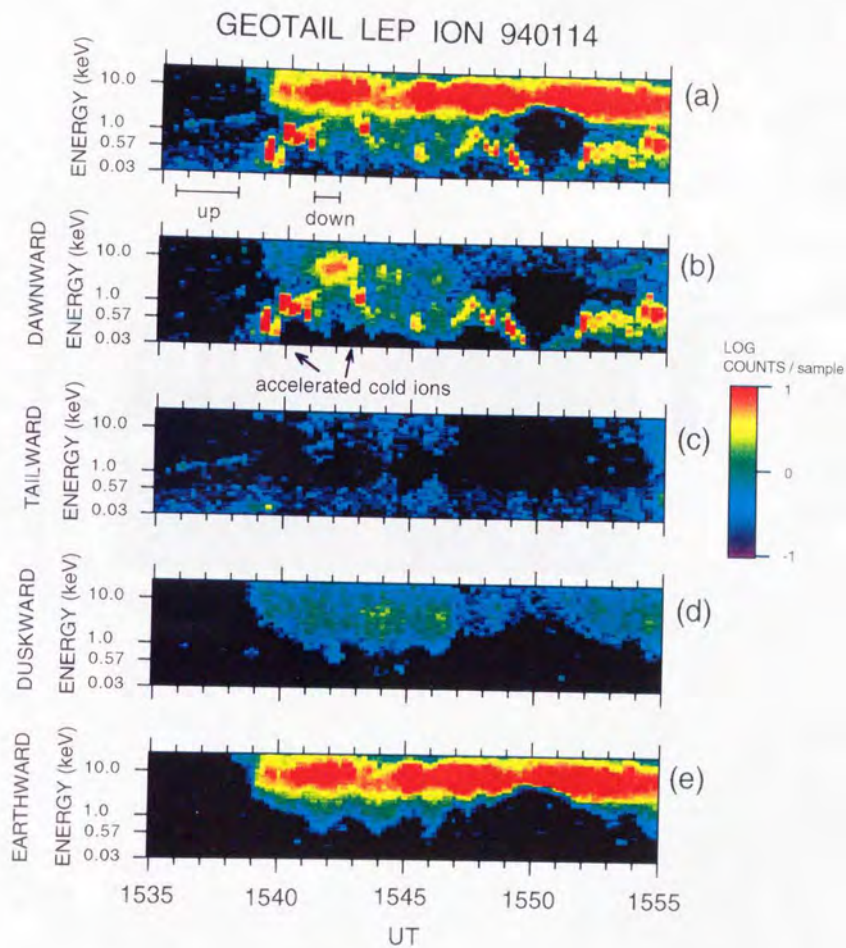 GEOTAIL LEP ION 940114
ENERGY (keV)
10.0
1.0
0.57
0.03
(a)
up
down
DAWNWARD
ENERGY (keV)
10.0
1.0
0.57
0.03
(b)
accelerated cold ions
LOG
COUNTS / sample
1
0
-1
TAILWARD
ENERGY (keV)
10.0
1.0
0.57
0.03
(c)
DUSKWARD
ENERGY (keV)
10.0
1.0
0.57
0.03
(d)
EARTHWARD
ENERGY (keV)
10.0
1.0
0.57
0.03
(e)
1535
1540
1545
1550
1555
UT